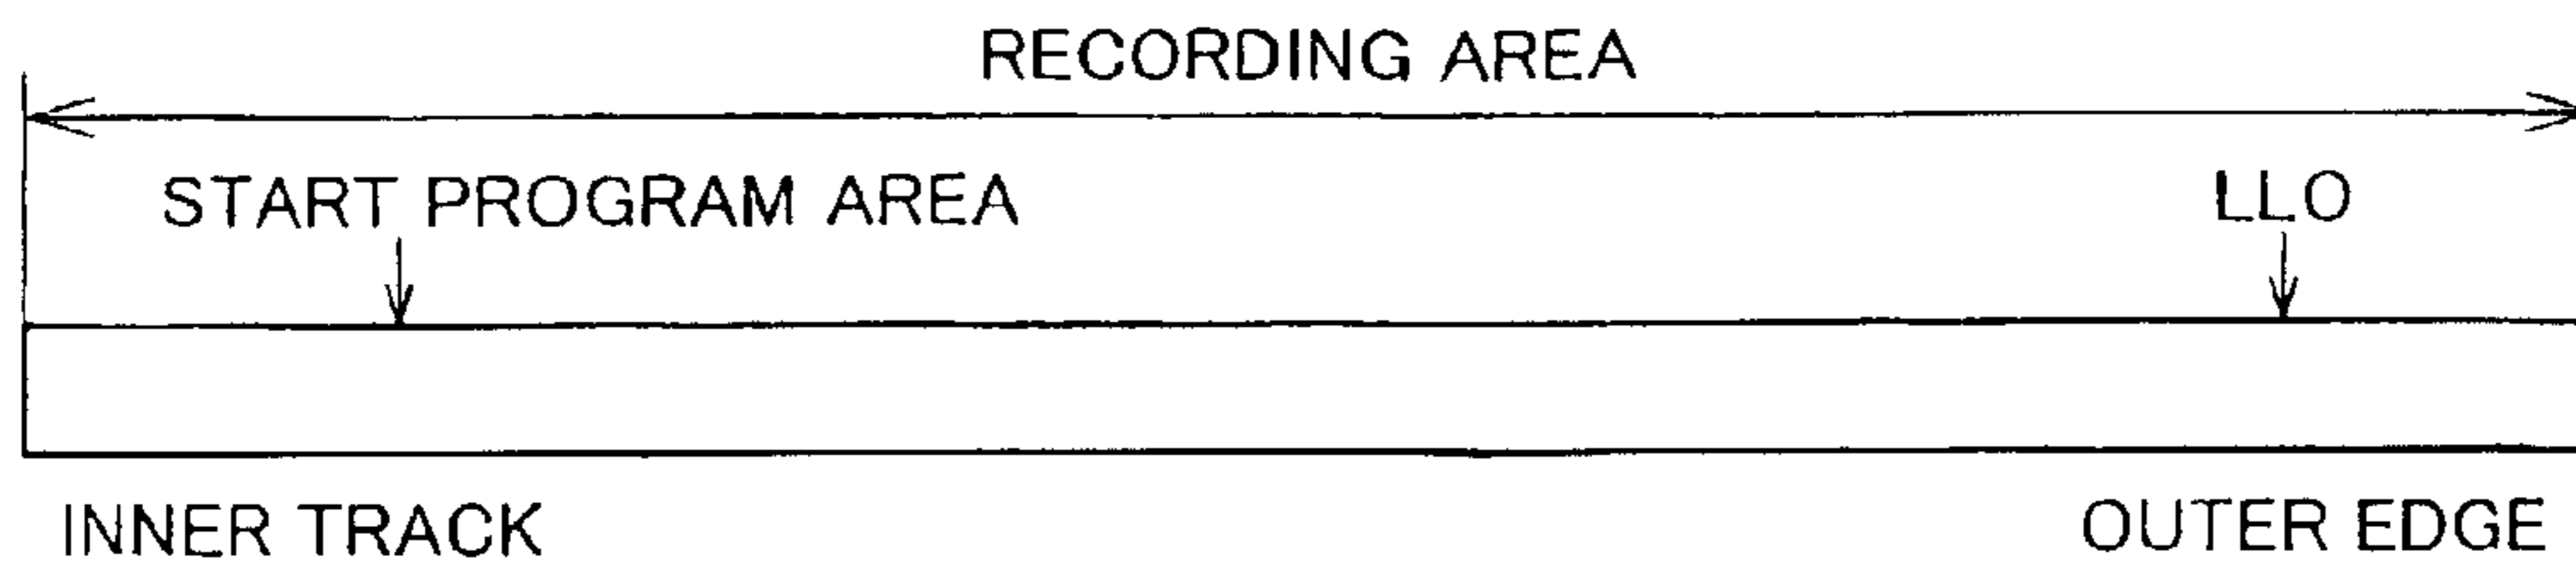 RECORDING AREA
START PROGRAM AREA
LLO
INNER TRACK
OUTER EDGE